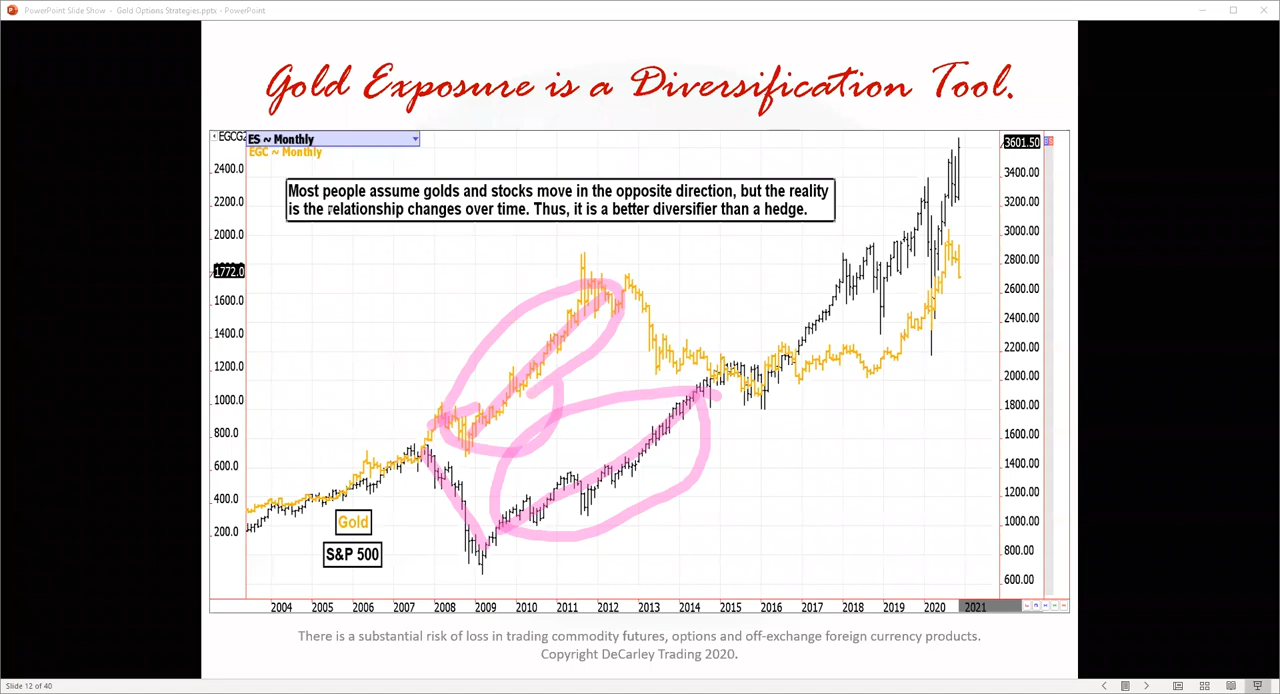 PowerPoint Slide Show - Gold Options Strategies.pptx - PowerPoint
Gold Exposure is a Diversification Tool.
ES ~ Monthly
EGC ~ Monthly
Most people assume golds and stocks move in the opposite direction, but the reality
is the relationship changes over time. Thus, it is a better diversifier than a hedge.
2400.0
2200.0
2000.0
1772.0
1600.0
1400.0
1200.0
1000.0
800.0
600.0
400.0
200.0
3601.50
3400.00
3200.00
3000.00
2800.00
2600.00
2400.00
2200.00
2000.00
1800.00
1600.00
1400.00
1200.00
1000.00
800.00
600.00
Gold
S&P 500
2004 2005 2006 2007 2008 2009 2010 2011 2012 2013 2014 2015 2016 2017 2018 2019 2020 2021
There is a substantial risk of loss in trading commodity futures, options and off-exchange foreign currency products.
Copyright DeCarley Trading 2020.
Slide 12 of 40